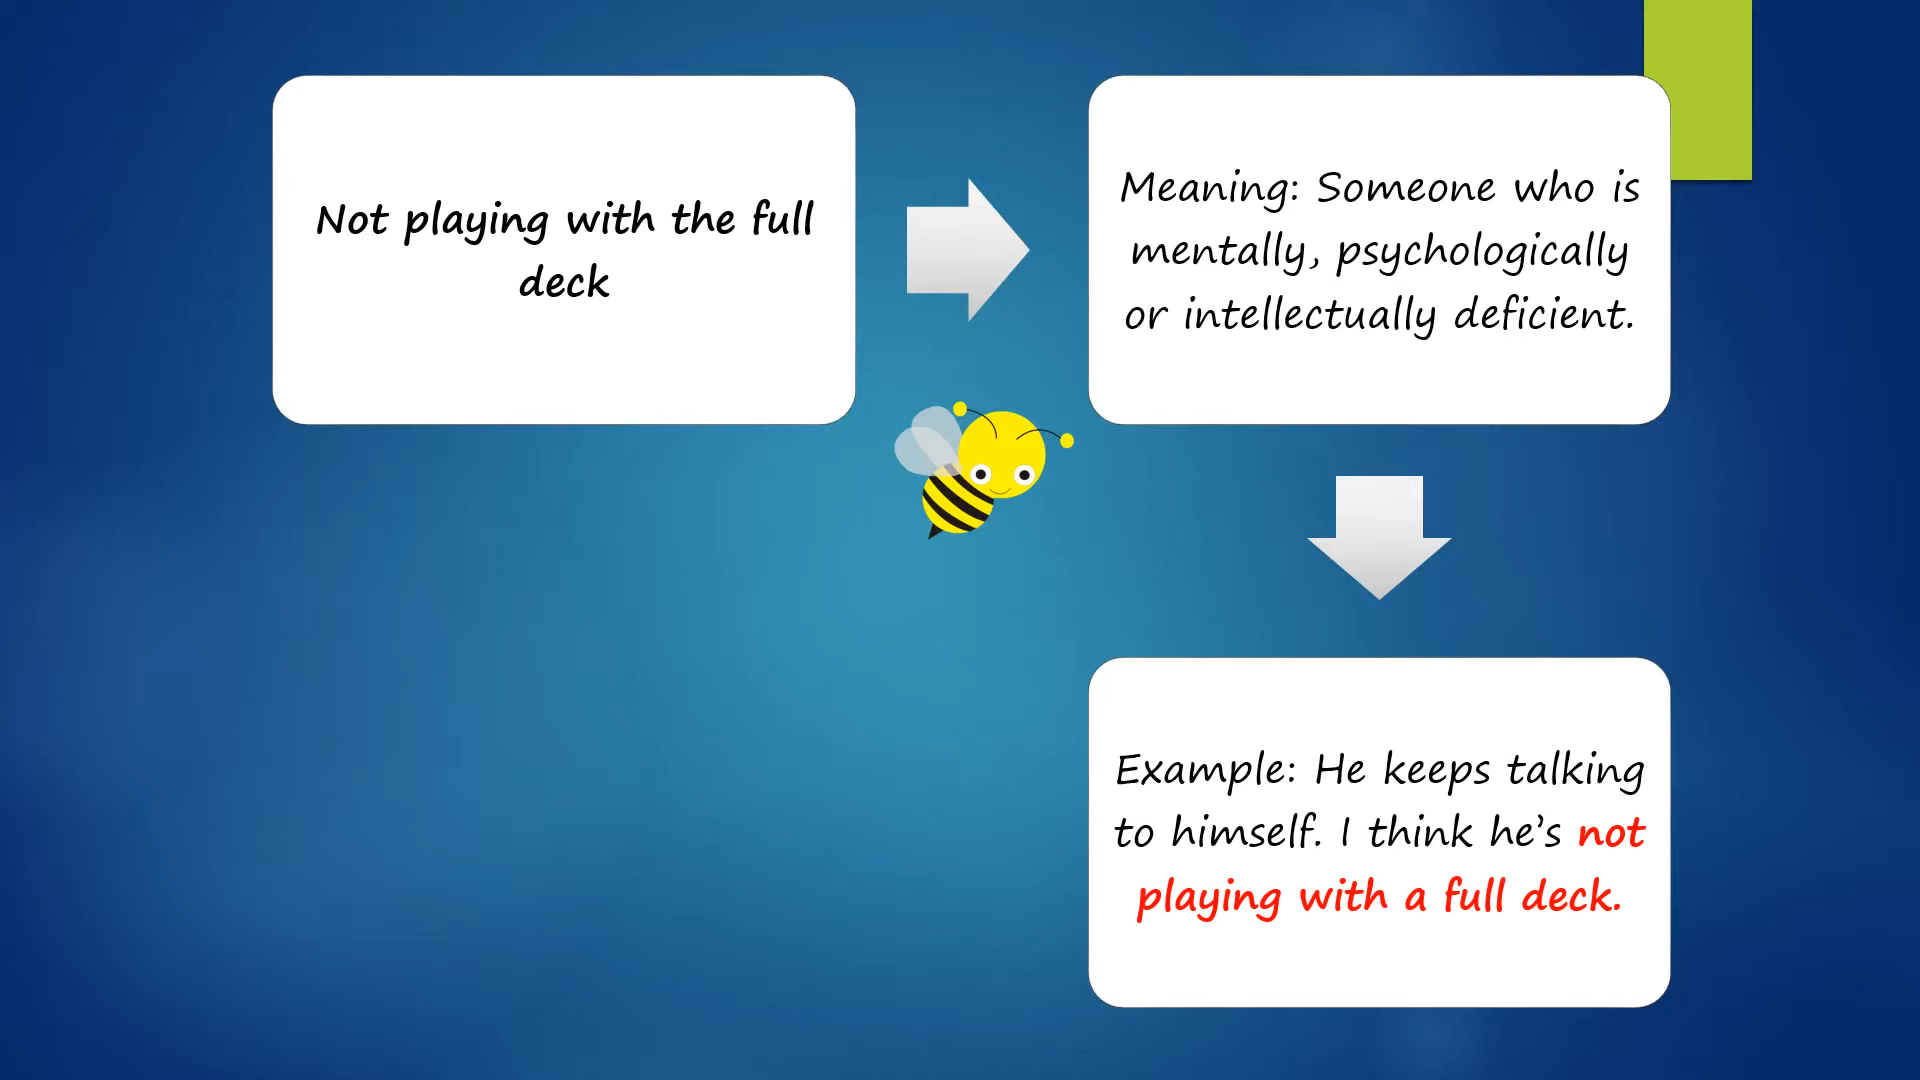 Not playing with the full
deck
Meaning: Someone who is
mentally, psychologically
or intellectually deficient.
Example: He keeps talking
to himself. I think he’s not
playing with a full deck.